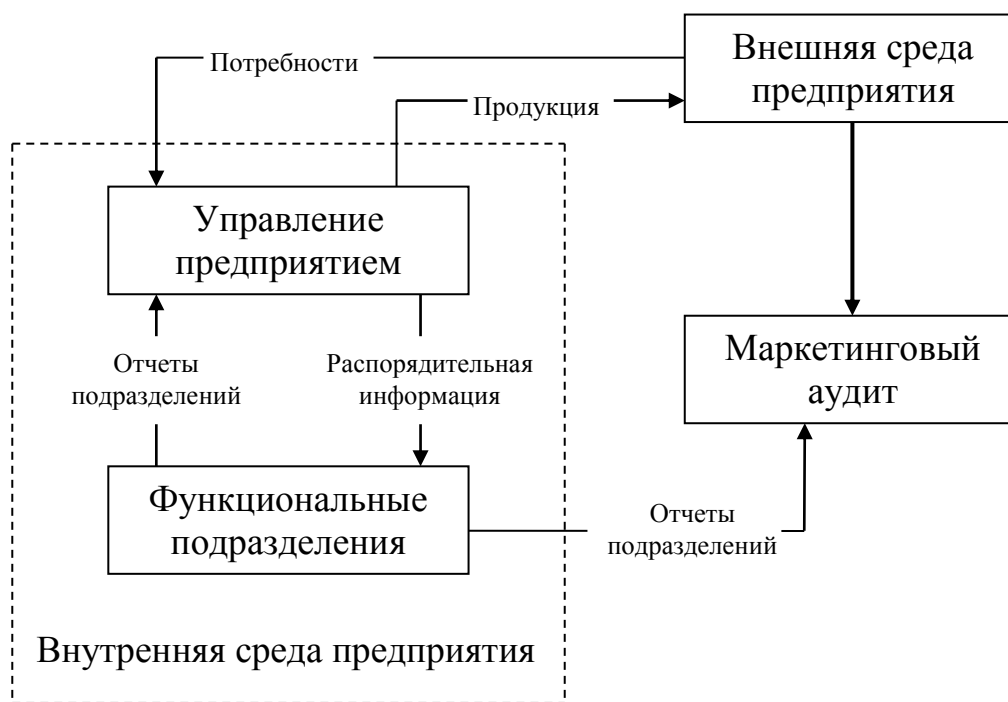 Потребности
Внешняя среда
предприятия
Продукция
Управление
предприятием
Отчеты
подразделений
Распорядительная
информация
Маркетинговый
аудит
Функциональные
подразделения
Отчеты
подразделений
Внутренняя среда предприятия